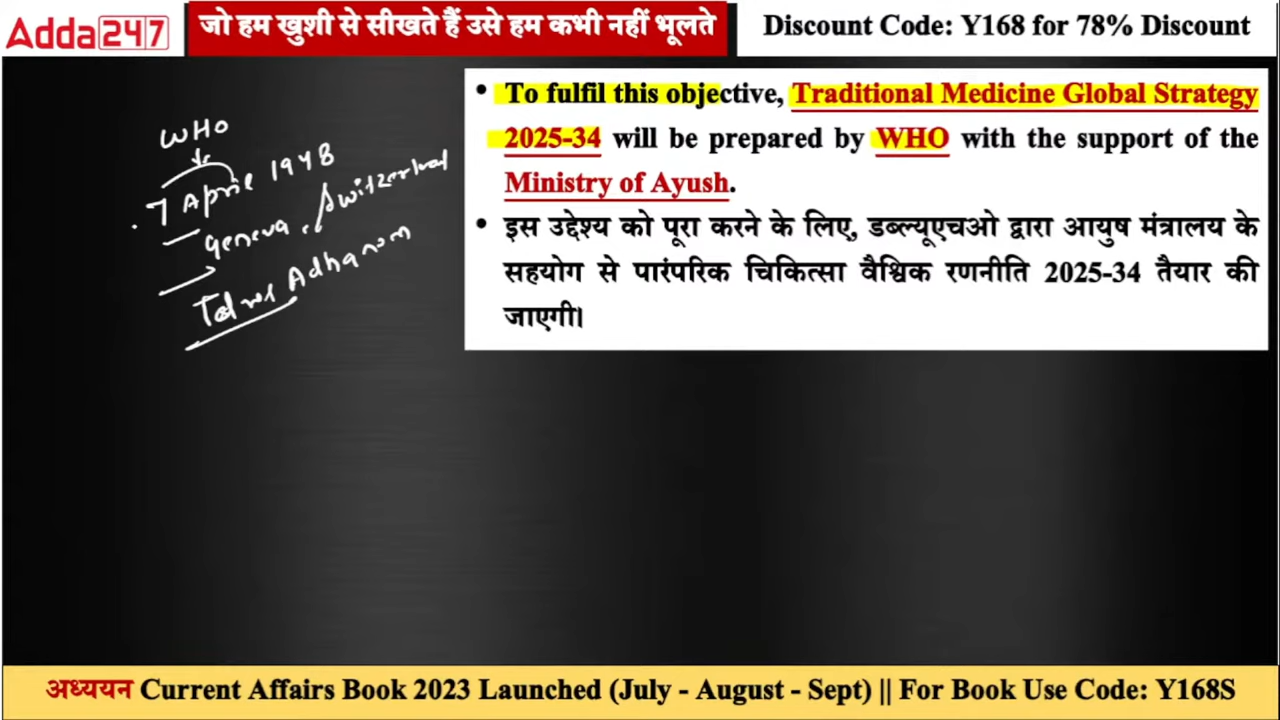 Adda247
जो हम खुशी से सीखते हैं उसे हम कभी नहीं भूलते
Discount Code: Y168 for 78% Discount
WHO
7 April 1948
Geneva, Switzerland
Tedros Adhanom
• To fulfil this objective, Traditional Medicine Global Strategy
2025-34 will be prepared by WHO with the support of the
Ministry of Ayush.
• इस उद्देश्य को पूरा करने के लिए, डब्ल्यूएचओ द्वारा आयुष मंत्रालय के
सहयोग से पारंपरिक चिकित्सा वैश्विक रणनीति 2025-34 तैयार की
जाएगी।
अध्ययन Current Affairs Book 2023 Launched (July - August - Sept) || For Book Use Code: Y168S